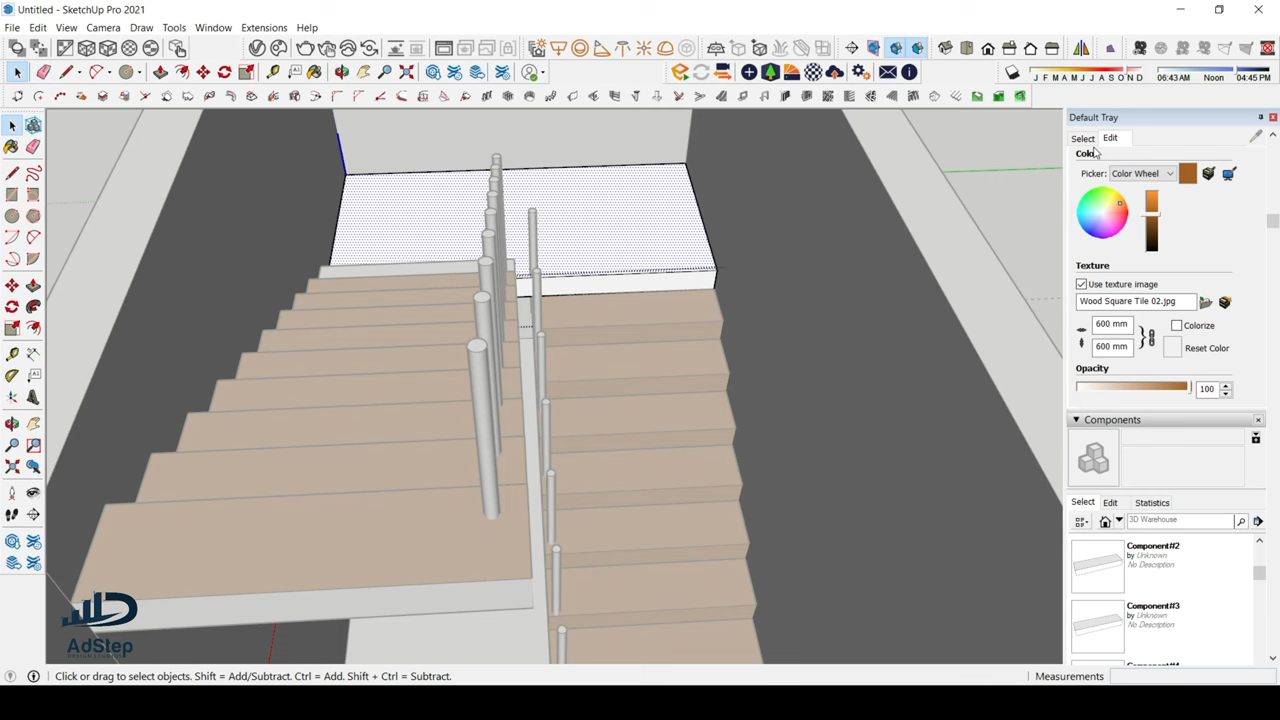 Untitled - SketchUp Pro 2021
File Edit View Camera Draw Tools Window Extensions Help
J F M A M J J A S O N D 06:43 AM Noon 04:45 PM
Default Tray
Select Edit
Picker: Color Wheel
Texture
Use texture image
Wood Square Tile 02.jpg
600 mm Colorize
600 mm Reset Color
Opacity
100
Components
Select Edit Statistics
3D Warehouse
Component#2
by Unknown
No Description
Component#3
by Unknown
No Description
AdStep
Click or drag to select objects. Shift = Add/Subtract. Ctrl = Add. Shift + Ctrl = Subtract.
Measurements